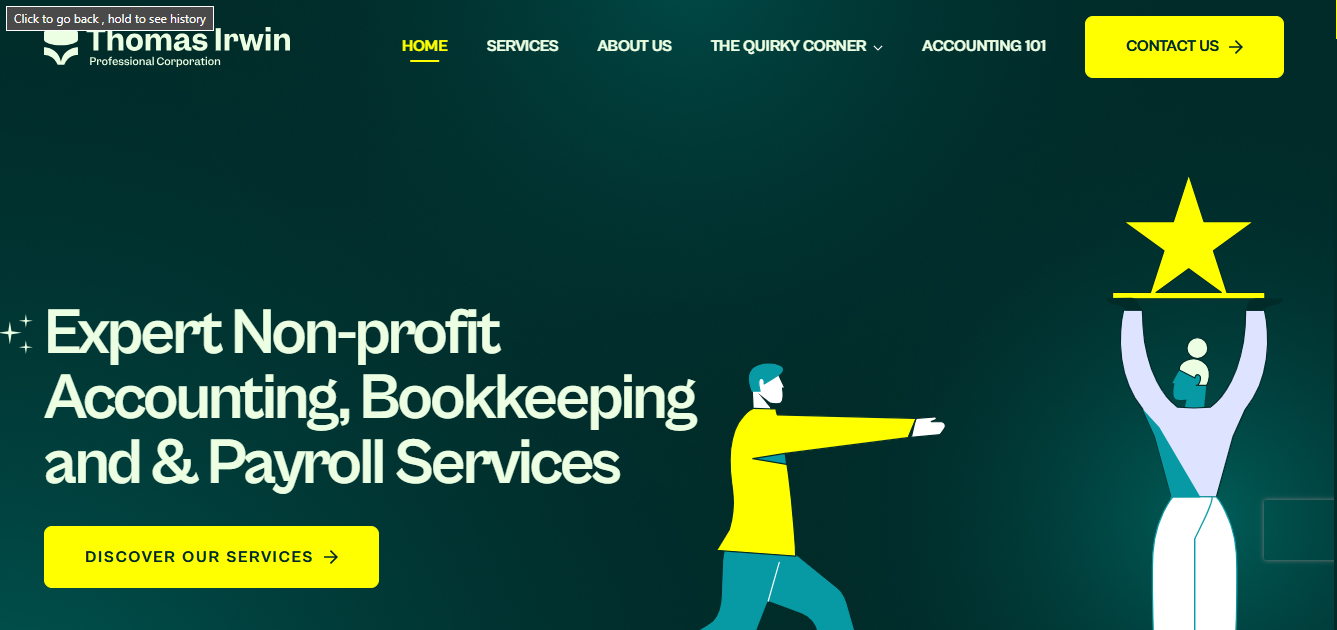 Click to go back , hold to see history
Thomas Irwin
Professional Corporation
HOME
SERVICES
ABOUT US
THE QUIRKY CORNER
ACCOUNTING 101
CONTACT US
Expert Non-profit
Accounting, Bookkeeping
and & Payroll Services
DISCOVER OUR SERVICES